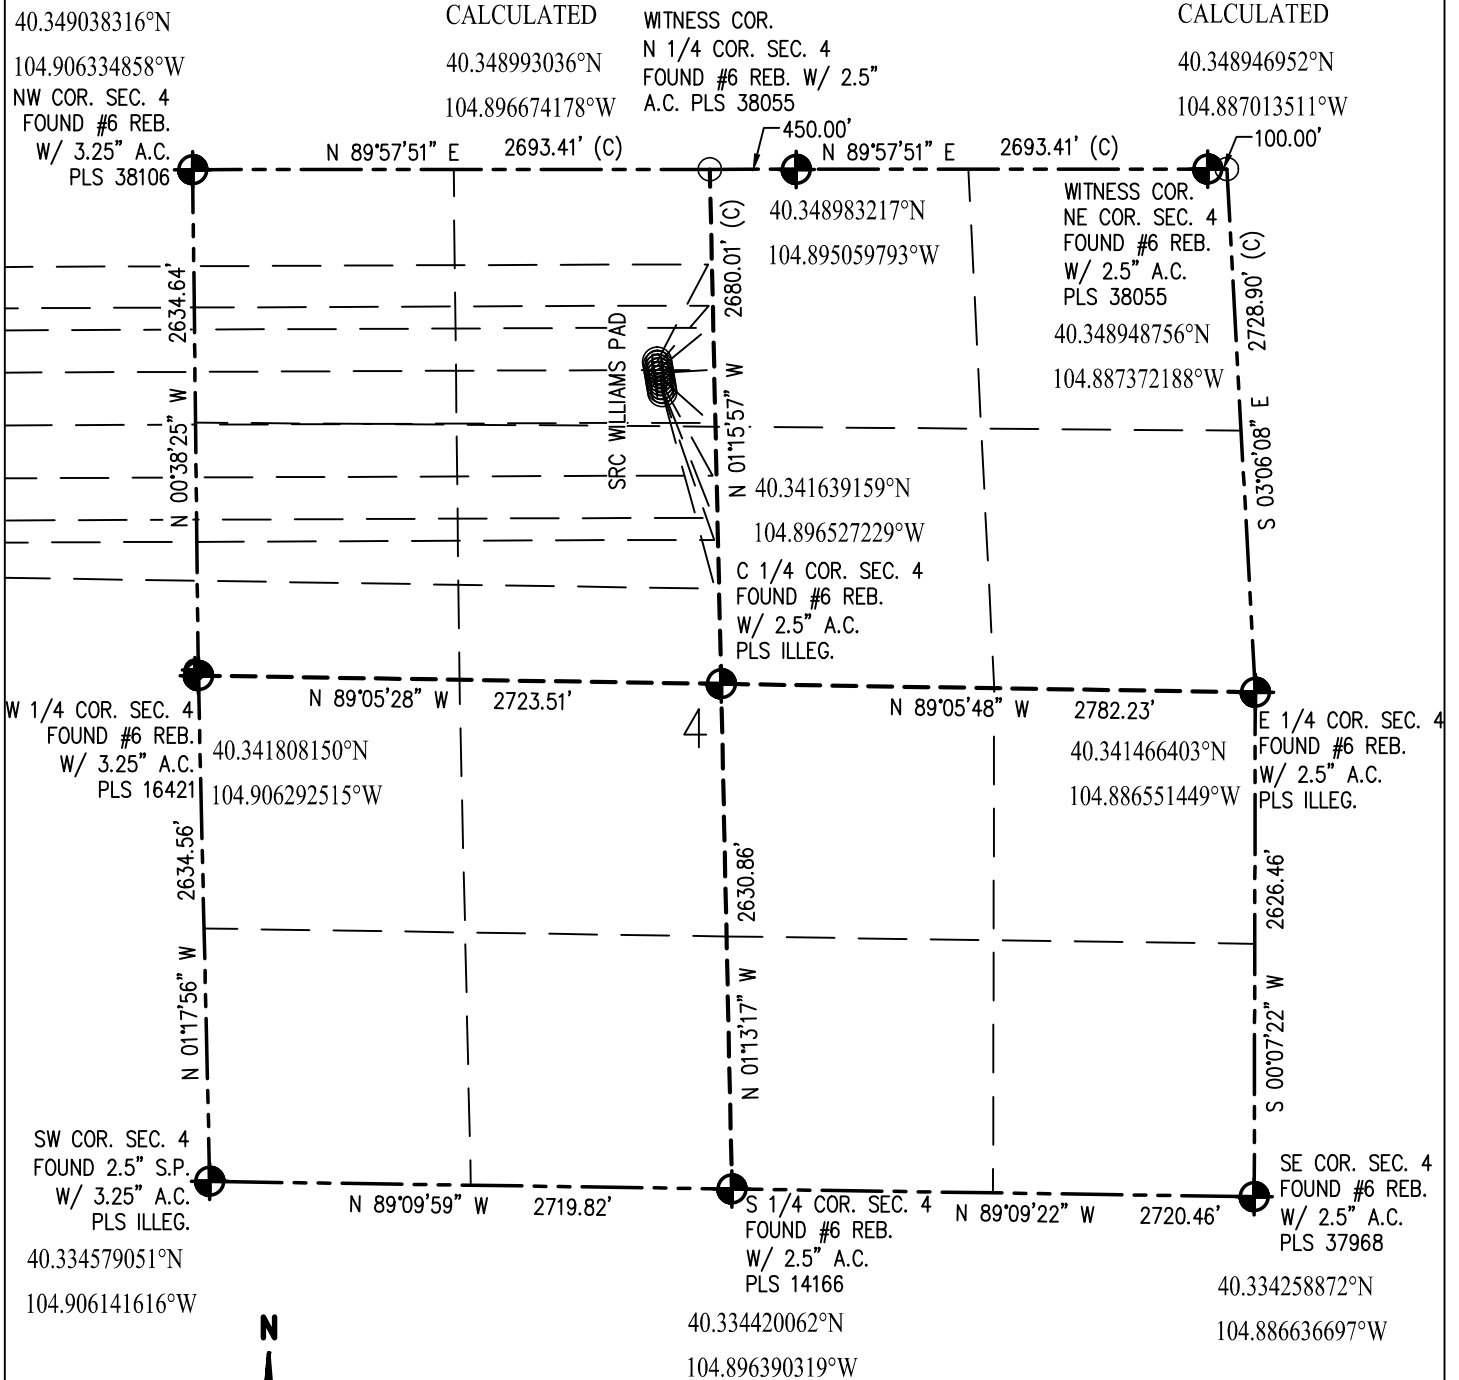 40.349038316°N
104.906334858°W
NW COR. SEC. 4
FOUND #6 REB.
W/ 3.25" A.C.
PLS 38106
CALCULATED
40.348993036°N
104.896674178°W
WITNESS COR.
N 1/4 COR. SEC. 4
FOUND #6 REB. W/ 2.5"
A.C. PLS 38055
CALCULATED
40.348946952°N
104.887013511°W
N 89°57'51" E 2693.41' (C)
450.00'
N 89°57'51" E 2693.41' (C)
100.00'
40.348983217°N
104.895059793°W
WITNESS COR.
NE COR. SEC. 4
FOUND #6 REB.
W/ 2.5" A.C.
PLS 38055
40.348948756°N
104.887372188°W
N 00°38'25" W 2634.64'
SRC WILLIAMS PAD
N 01°15'57" W 2680.01' (C)
S 03°06'08" E 2728.90' (C)
40.341639159°N
104.896527229°W
C 1/4 COR. SEC. 4
FOUND #6 REB.
W/ 2.5" A.C.
PLS ILLEG.
N 89°05'28" W 2723.51'
4
N 89°05'48" W 2782.23'
W 1/4 COR. SEC. 4
FOUND #6 REB.
W/ 3.25" A.C.
PLS 16421
40.341808150°N
104.906292515°W
40.341466403°N
104.886551449°W
E 1/4 COR. SEC. 4
FOUND #6 REB.
W/ 2.5" A.C.
PLS ILLEG.
N 01°17'56" W 2634.56'
N 01°13'17" W 2630.86'
S 00°07'22" W 2626.46'
SW COR. SEC. 4
FOUND 2.5" S.P.
W/ 3.25" A.C.
PLS ILLEG.
40.334579051°N
104.906141616°W
N 89°09'59" W 2719.82'
S 1/4 COR. SEC. 4
FOUND #6 REB.
W/ 2.5" A.C.
PLS 14166
40.334420062°N
104.896390319°W
N 89°09'22" W 2720.46'
SE COR. SEC. 4
FOUND #6 REB.
W/ 2.5" A.C.
PLS 37968
40.334258872°N
104.886636697°W
N